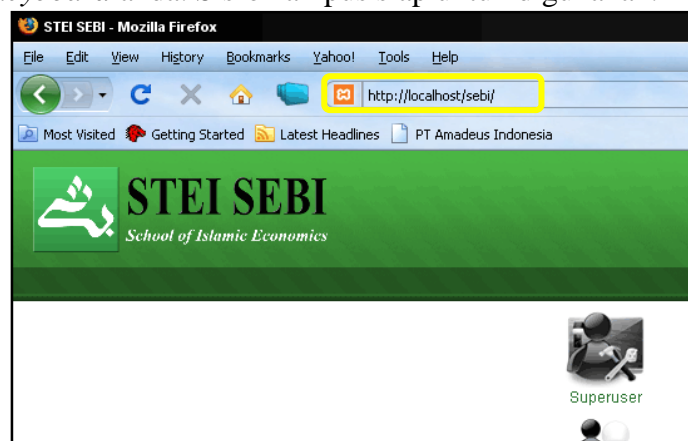 STEI SEBI - Mozilla Firefox
File Edit View History Bookmarks Yahoo! Tools Help
http://localhost/sebi/
Most Visited Getting Started Latest Headlines PT Amadeus Indonesia
STEI SEBI
School of Islamic Economics
Superuser